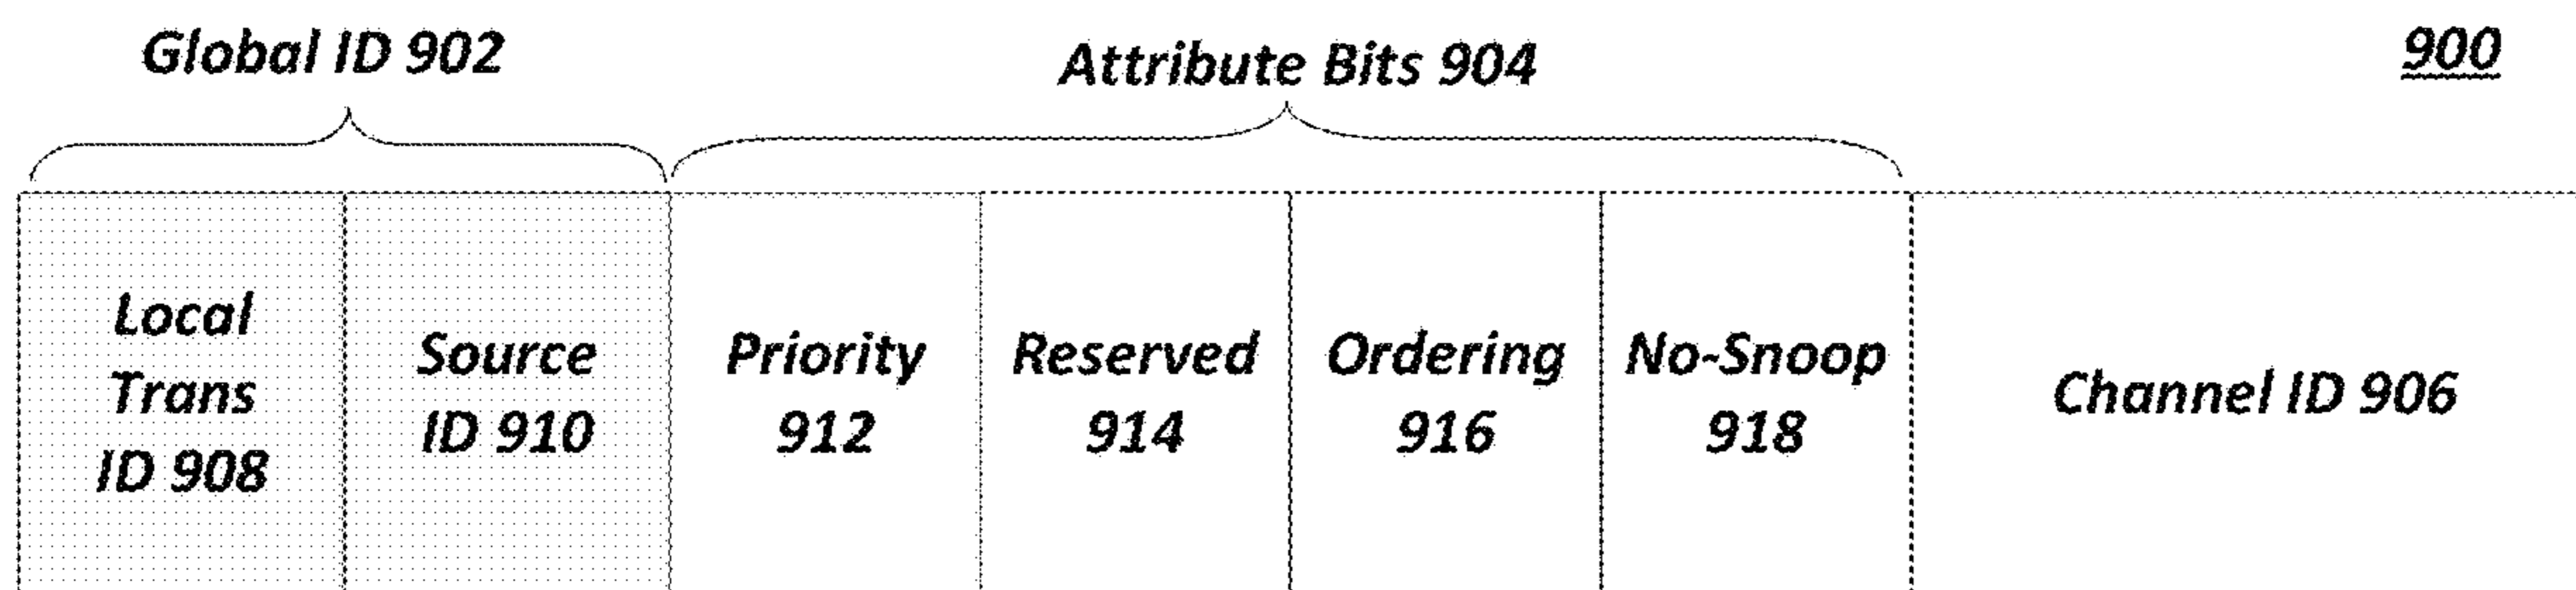 Global ID 902
Attribute Bits 904
900
Local
Trans
ID 908
Source
ID 910
Priority
912
Reserved
914
Ordering
916
No-Snoop
918
Channel ID 906